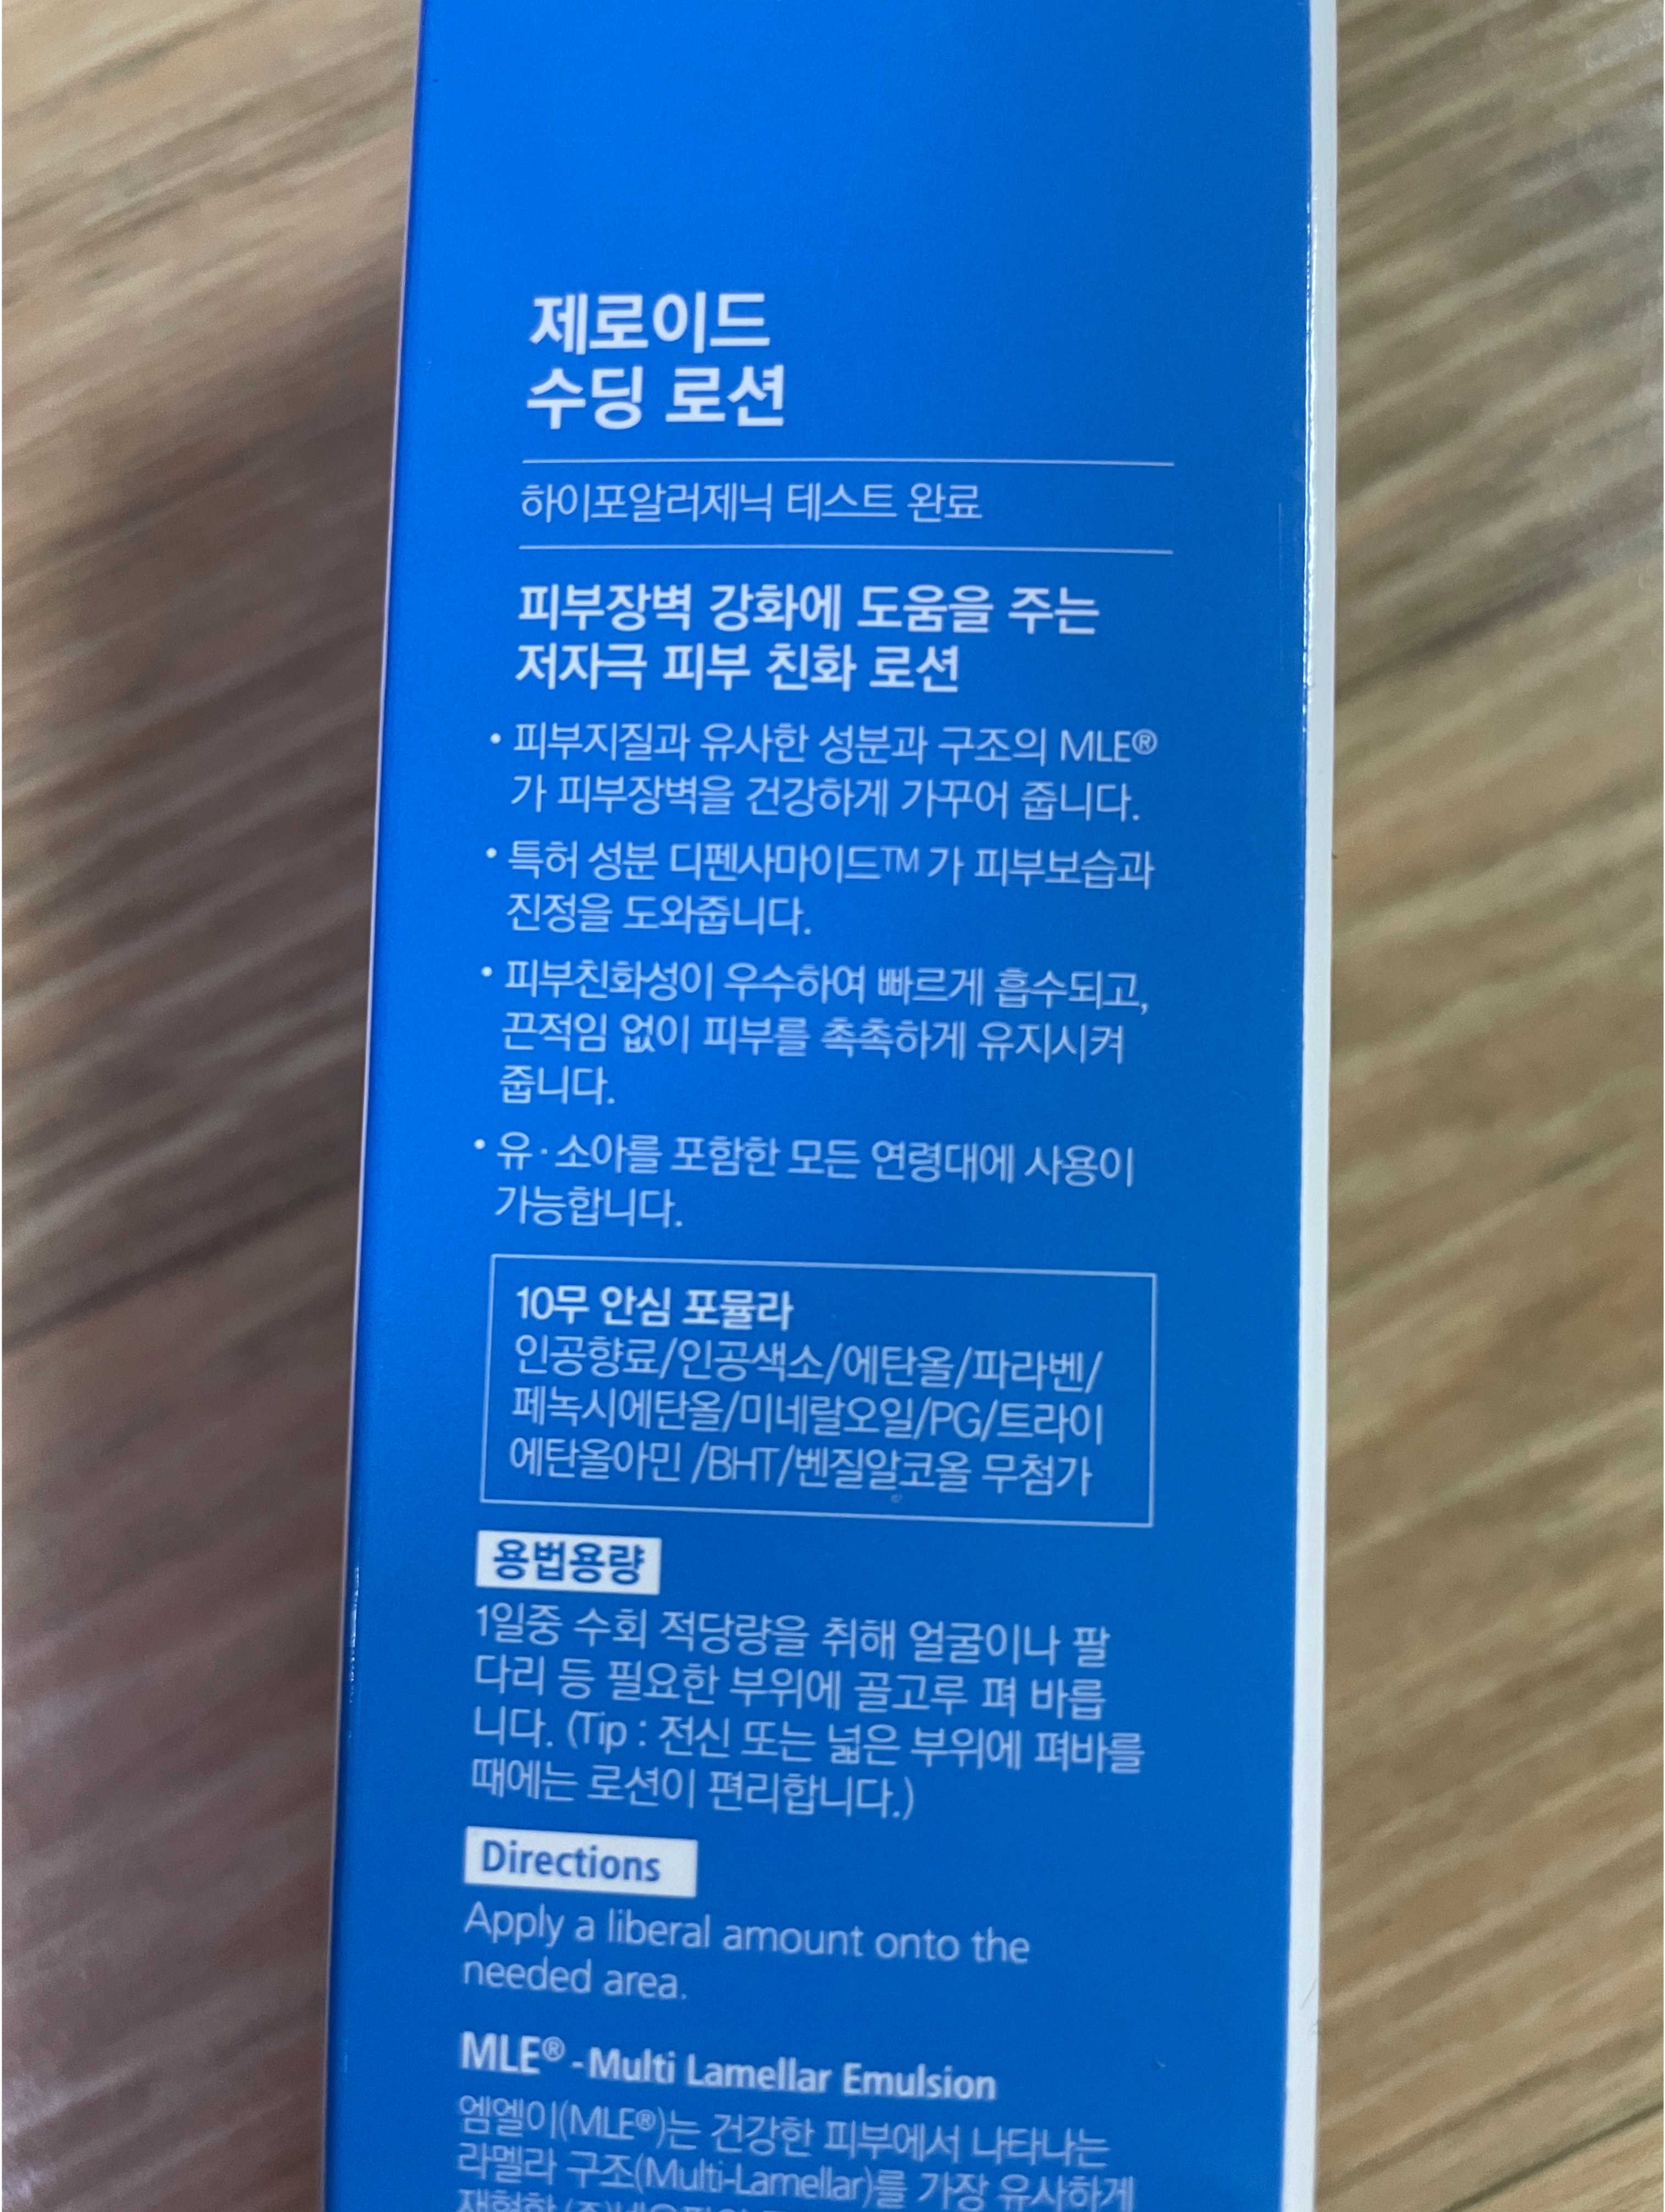 제로이드
수딩 로션
하이포알러제닉 테스트 완료
피부장벽 강화에 도움을 주는
저자극 피부 친화 로션
• 피부지질과 유사한 성분과 구조의 MLE®
가 피부장벽을 건강하게 가꾸어 줍니다.
• 특허 성분 디펜사마이드™ 가 피부보습과
진정을 도와줍니다.
• 피부친화성이 우수하여 빠르게 흡수되고,
끈적임 없이 피부를 촉촉하게 유지시켜
줍니다.
• 유·소아를 포함한 모든 연령대에 사용이
가능합니다.
10무 안심 포뮬라
인공향료/인공색소/에탄올/파라벤/
페녹시에탄올/미네랄오일/PG/트라이
에탄올아민 /BHT/벤질알코올 무첨가
용법용량
1일중 수회 적당량을 취해 얼굴이나 팔
다리 등 필요한 부위에 골고루 펴 바릅
니다. (Tip : 전신 또는 넓은 부위에 펴바를
때에는 로션이 편리합니다.)
Directions
Apply a liberal amount onto the
needed area.
MLE® - Multi Lamellar Emulsion
엠엘이(MLE®)는 건강한 피부에서 나타나는
라멜라 구조(Multi-Lamellar)를 가장 유사하게